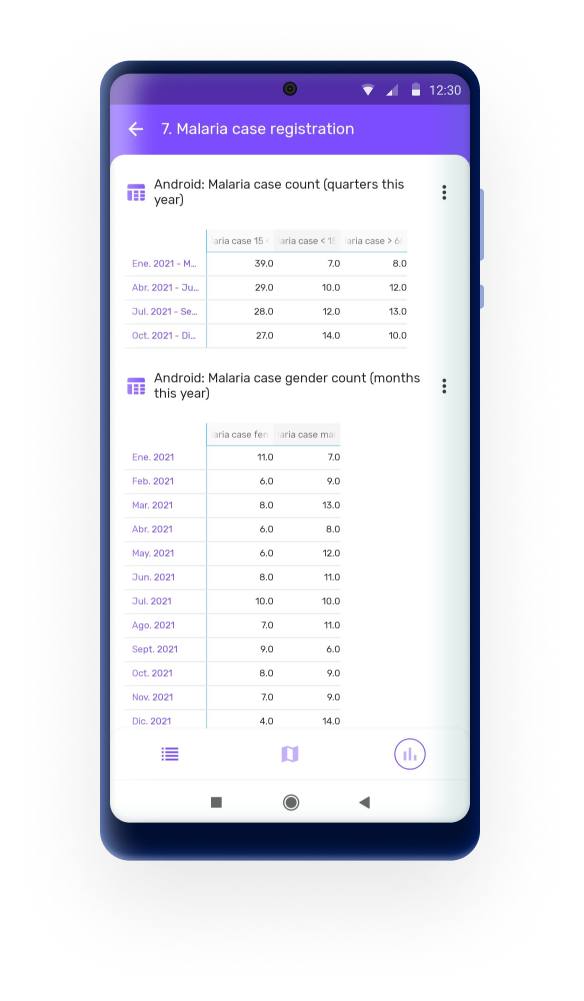 12:30
7. Malaria case registration
Android: Malaria case count (quarters this
year)
aria case 15 < aria case < 15 aria case > 6
Ene. 2021 - M... 39.0 7.0 8.0
Abr. 2021 - Ju... 29.0 10.0 12.0
Jul. 2021 - Se... 28.0 12.0 13.0
Oct. 2021 - Di... 27.0 14.0 10.0
Android: Malaria case gender count (months
this year)
aria case fen aria case ma
Ene. 2021 11.0 7.0
Feb. 2021 6.0 9.0
Mar. 2021 8.0 13.0
Abr. 2021 6.0 8.0
May. 2021 6.0 12.0
Jun. 2021 8.0 11.0
Jul. 2021 10.0 10.0
Ago. 2021 7.0 11.0
Sept. 2021 9.0 6.0
Oct. 2021 8.0 9.0
Nov. 2021 7.0 9.0
Dic. 2021 4.0 14.0